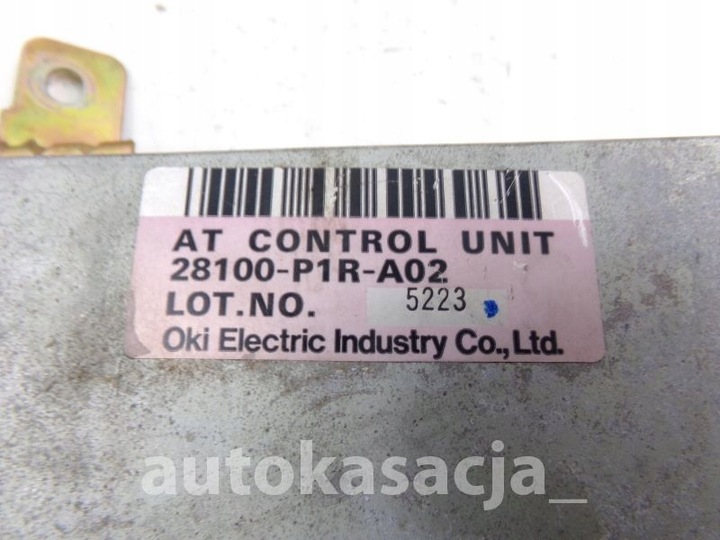 AT CONTROL UNIT
28100-P1R-A02
LOT.NO. 5223
Oki Electric Industry Co., Ltd.
autokasacja_